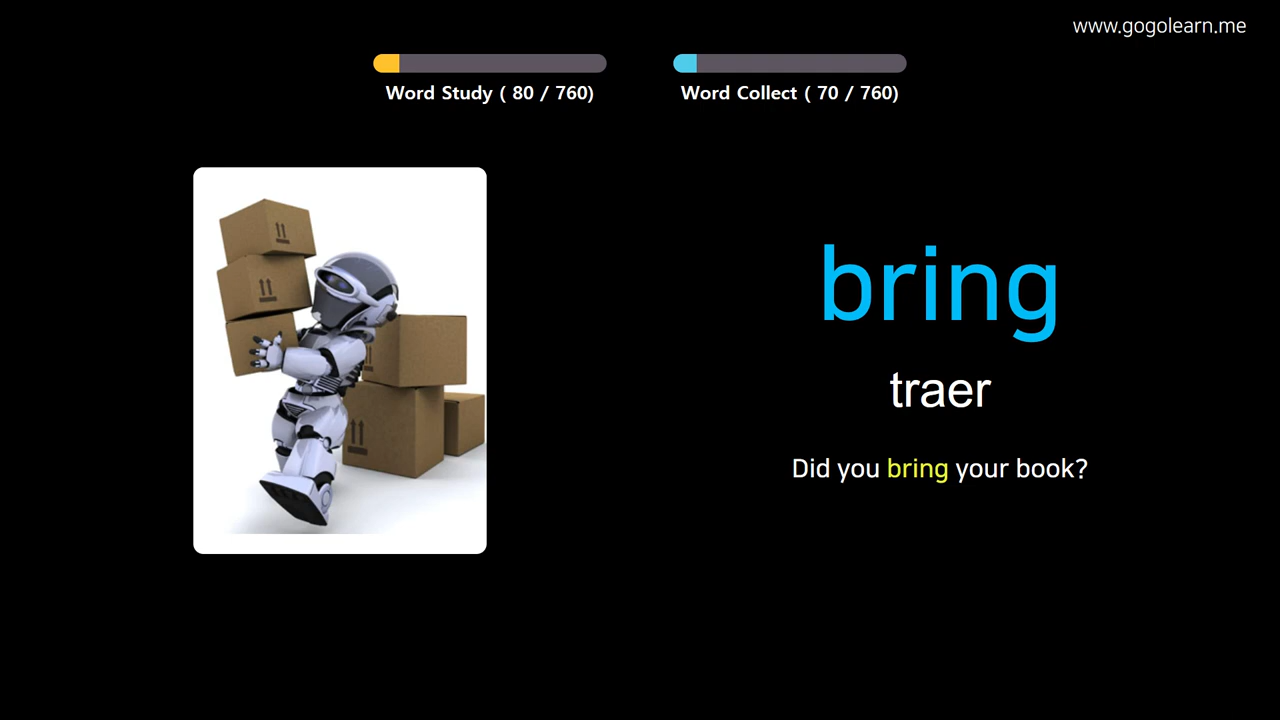 www.gogolearn.me
Word Study ( 80 / 760)
Word Collect ( 70 / 760)
bring
traer
Did you bring your book?